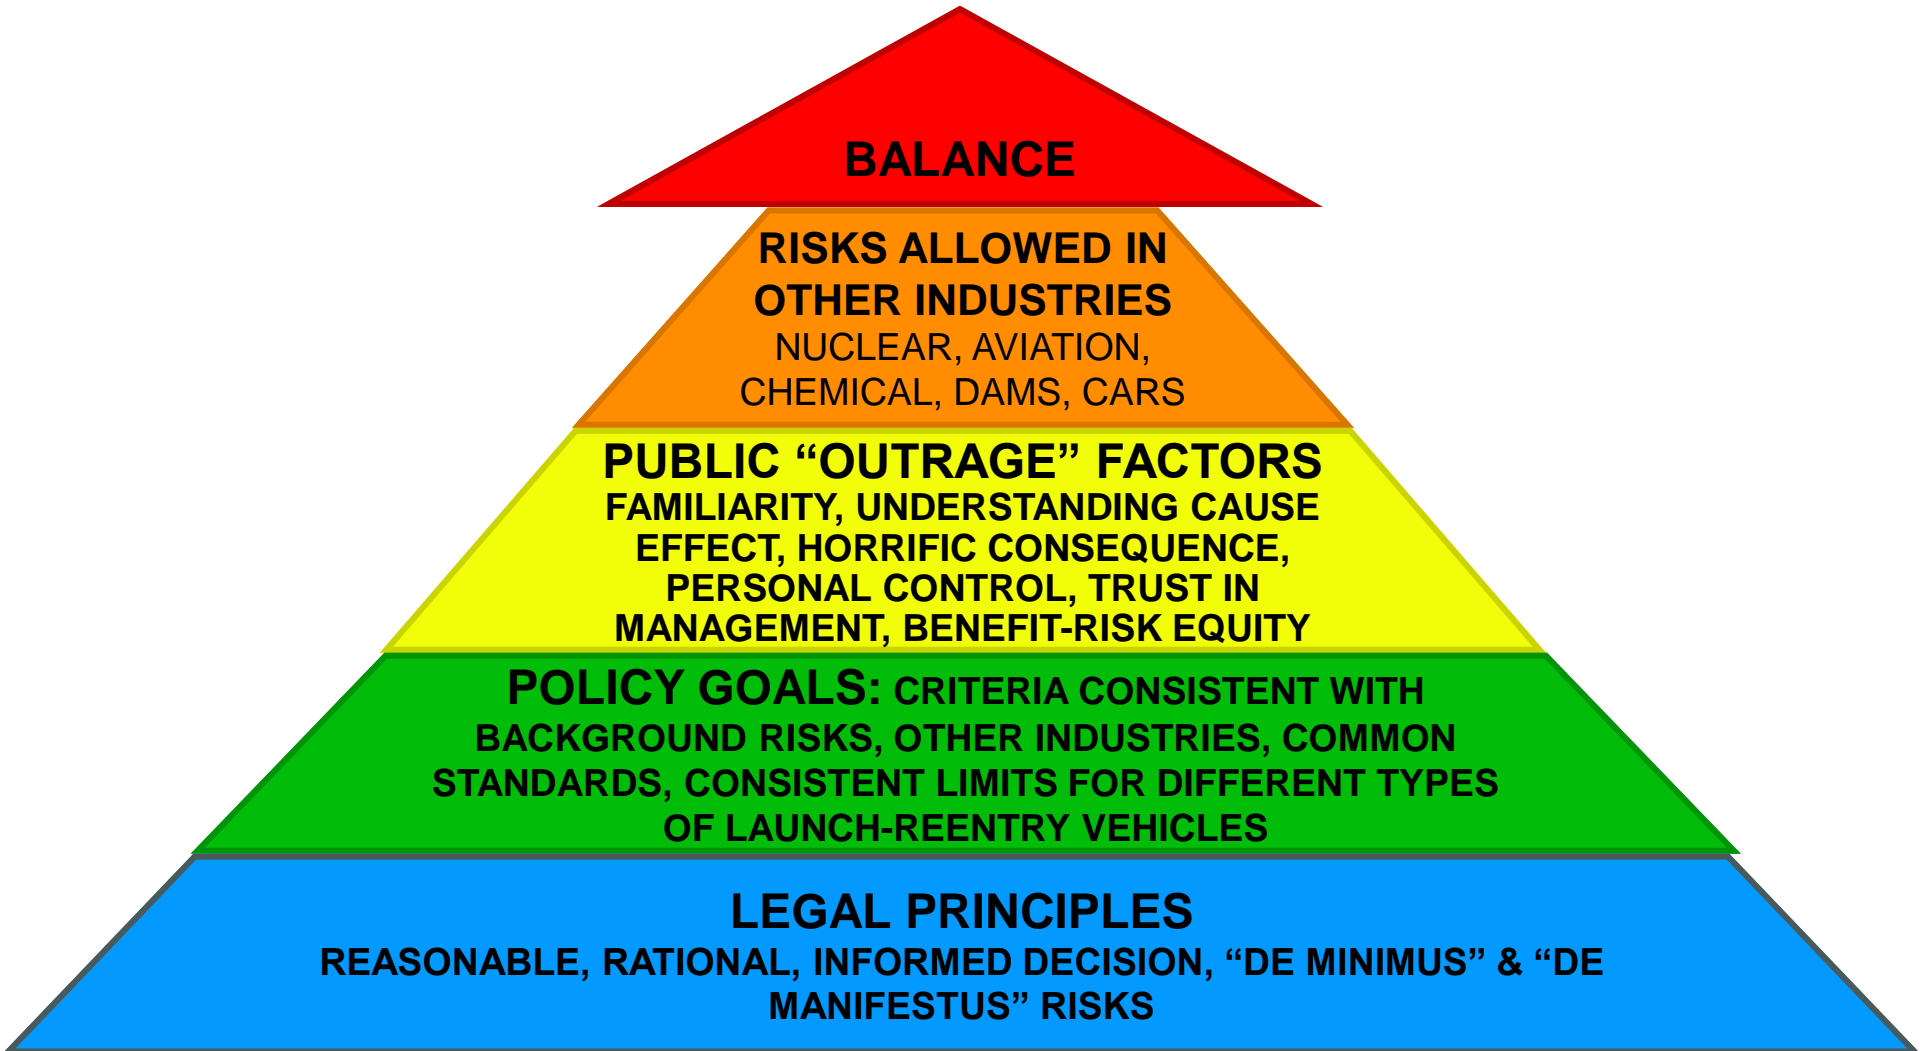 BALANCE
RISKS ALLOWED IN
OTHER INDUSTRIES
NUCLEAR, AVIATION,
CHEMICAL, DAMS, CARS
PUBLIC “OUTRAGE” FACTORS
FAMILIARITY, UNDERSTANDING CAUSE
EFFECT, HORRIFIC CONSEQUENCE,
PERSONAL CONTROL, TRUST IN
MANAGEMENT, BENEFIT-RISK EQUITY
POLICY GOALS: CRITERIA CONSISTENT WITH
BACKGROUND RISKS, OTHER INDUSTRIES, COMMON
STANDARDS, CONSISTENT LIMITS FOR DIFFERENT TYPES
OF LAUNCH-REENTRY VEHICLES
LEGAL PRINCIPLES
REASONABLE, RATIONAL, INFORMED DECISION, “DE MINIMUS” & “DE
MANIFESTUS” RISKS